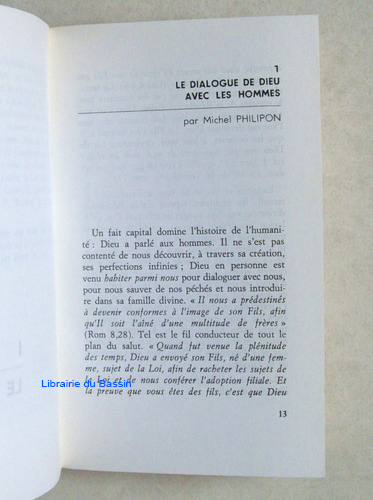 1
LE DIALOGUE DE DIEU
AVEC LES HOMMES
par Michel PHILIPON
Un fait capital domine l'histoire de l'humani-
té : Dieu a parlé aux hommes. Il ne s'est pas
contenté de nous découvrir, à travers sa création,
ses perfections infinies ; Dieu en personne est
venu habiter parmi nous pour dialoguer avec nous,
pour nous sauver de nos péchés et nous introduire
dans sa famille divine. « Il nous a prédestinés
à devenir conformes à l'image de son Fils, afin
qu'Il soit l'aîné d'une multitude de frères »
(Rom 8,28). Tel est le fil conducteur de tout le
plan du salut. « Quand fut venue la plénitude
des temps, Dieu a envoyé son Fils, né d'une fem-
me, sujet de la Loi, afin de racheter les sujets de
la Loi et de nous conférer l'adoption filiale. Et
la preuve que vous êtes des fils, c'est que Dieu
13
Librairie du Bassin